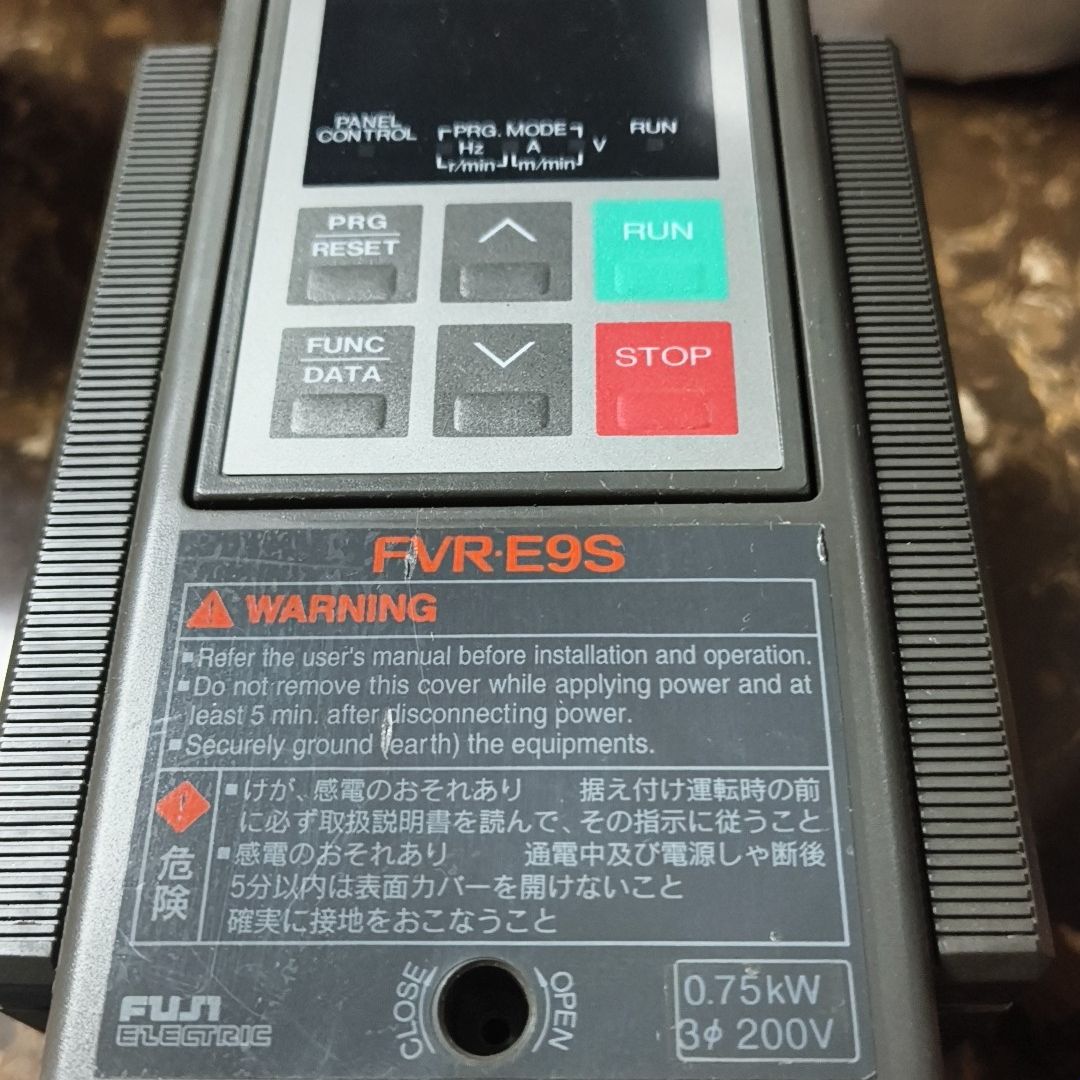 PANEL CONTROL
PRG. MODE
RUN
Hz A V
r/min m/min
PRG RESET
RUN
FUNC DATA
STOP
FVR·E9S
WARNING
▪Refer the user's manual before installation and operation.
▪Do not remove this cover while applying power and at
least 5 min. after disconnecting power.
▪Securely ground (earth) the equipments.
▪けが、感電のおそれあり 据え付け運転時の前
に必ず取扱説明書を読んで、その指示に従うこと
▪感電のおそれあり 通電中及び電源しゃ断後
5分以内は表面カバーを開けないこと
確実に接地をおこなうこと
危険
FUJI
ELECTRIC
CLOSE
OPEN
0.75kW
3φ 200V